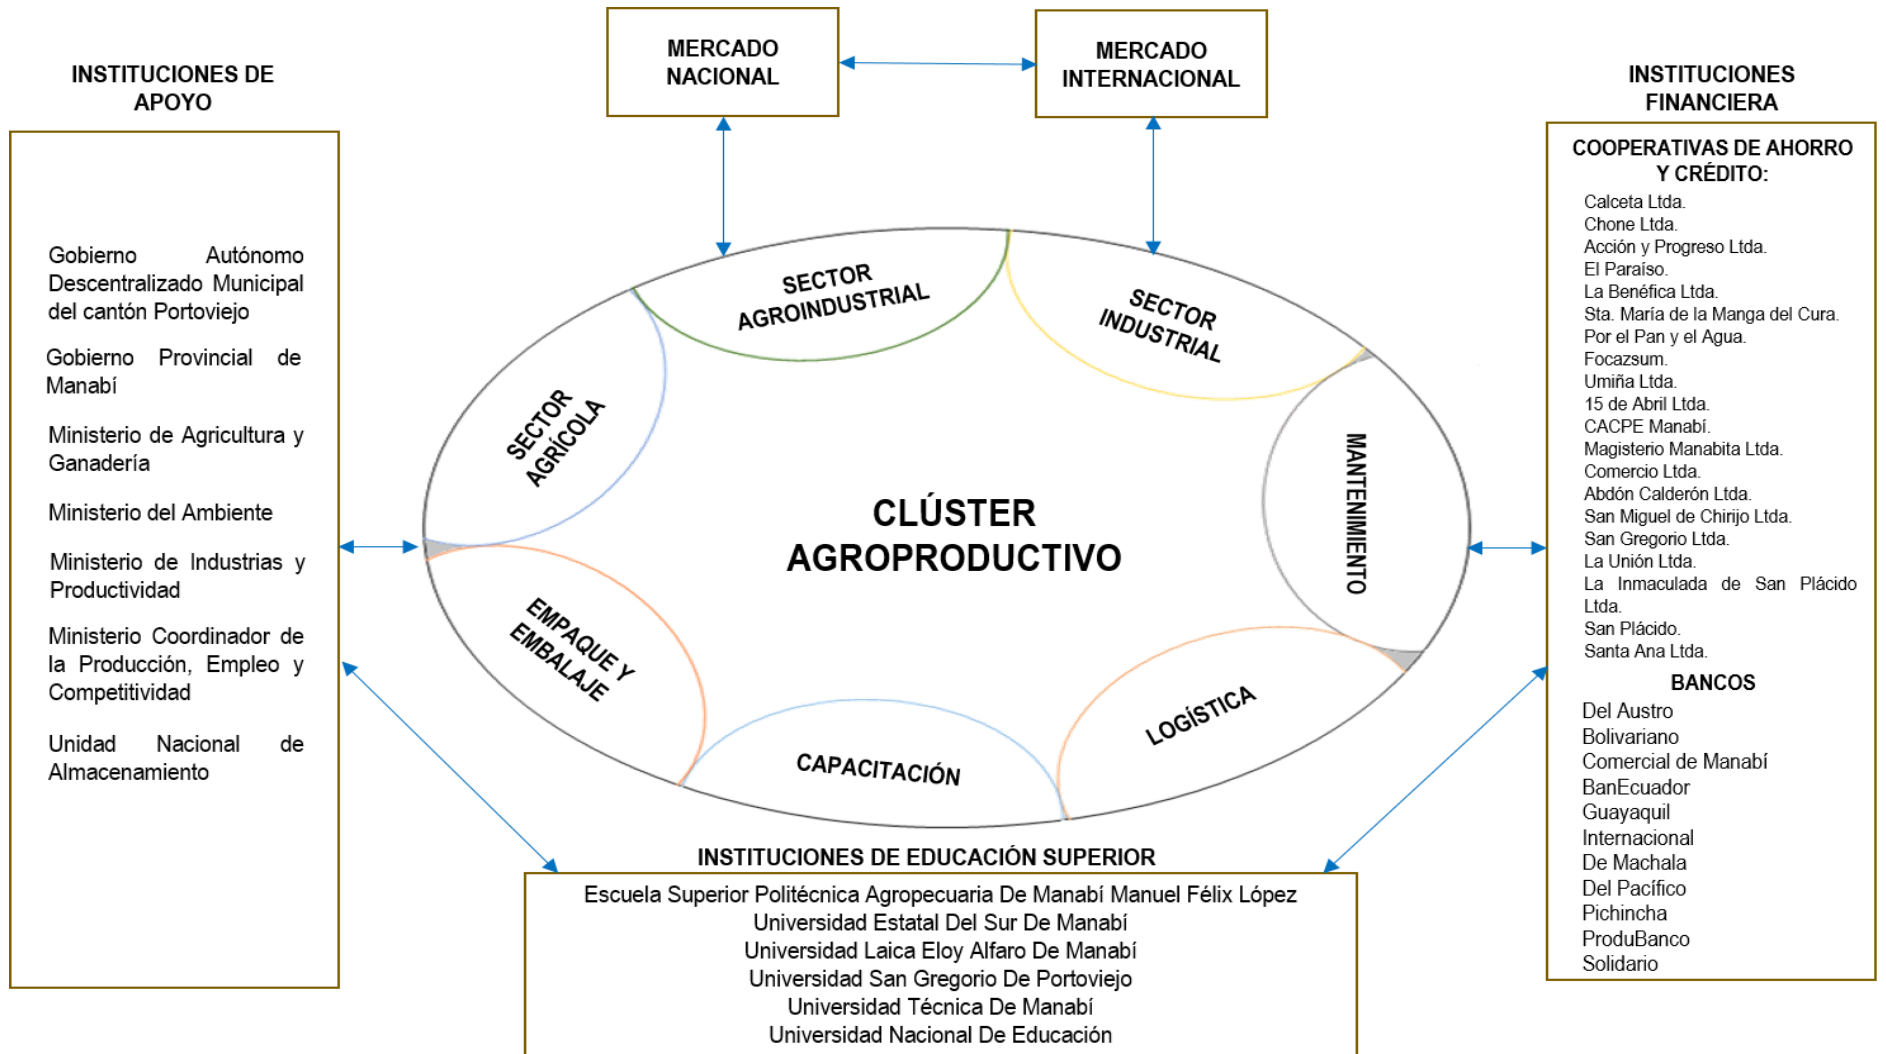 MERCADO
NACIONAL
MERCADO
INTERNACIONAL
INSTITUCIONES DE
APOYO
Gobierno Autónomo
Descentralizado Municipal
del cantón Portoviejo
Gobierno Provincial de
Manabí
Ministerio de Agricultura y
Ganadería
Ministerio del Ambiente
Ministerio de Industrias y
Productividad
Ministerio Coordinador de
la Producción, Empleo y
Competitividad
Unidad Nacional de
Almacenamiento
SECTOR
AGROINDUSTRIAL
SECTOR
INDUSTRIAL
SECTOR
AGRÍCOLA
MANTENIMIENTO
CLÚSTER
AGROPRODUCTIVO
EMPAQUE Y
EMBALAJE
CAPACITACIÓN
LOGÍSTICA
INSTITUCIONES
FINANCIERA
COOPERATIVAS DE AHORRO
Y CRÉDITO:
Calceta Ltda.
Chone Ltda.
Acción y Progreso Ltda.
El Paraíso.
La Benéfica Ltda.
Sta. María de la Manga del Cura.
Por el Pan y el Agua.
Focazsum.
Umiña Ltda.
15 de Abril Ltda.
CACPE Manabí.
Magisterio Manabita Ltda.
Comercio Ltda.
Abdón Calderón Ltda.
San Miguel de Chirijo Ltda.
San Gregorio Ltda.
La Unión Ltda.
La Inmaculada de San Plácido
Ltda.
San Plácido.
Santa Ana Ltda.
BANCOS
Del Austro
Bolivariano
Comercial de Manabí
BanEcuador
Guayaquil
Internacional
De Machala
Del Pacífico
Pichincha
ProduBanco
Solidario
INSTITUCIONES DE EDUCACIÓN SUPERIOR
Escuela Superior Politécnica Agropecuaria De Manabí Manuel Félix López
Universidad Estatal Del Sur De Manabí
Universidad Laica Eloy Alfaro De Manabí
Universidad San Gregorio De Portoviejo
Universidad Técnica De Manabí
Universidad Nacional De Educación